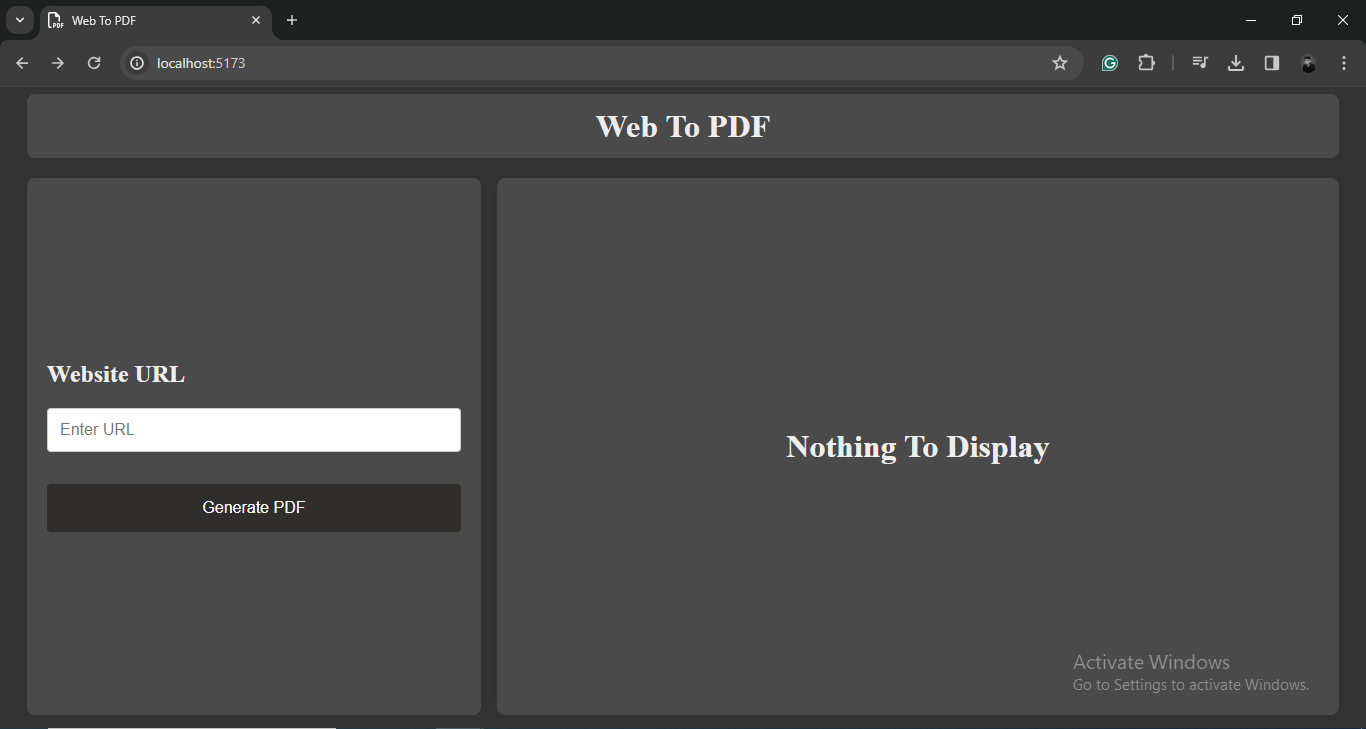 Web To PDF
localhost:5173
Web To PDF
Website URL
Enter URL
Generate PDF
Nothing To Display
Activate Windows
Go to Settings to activate Windows.